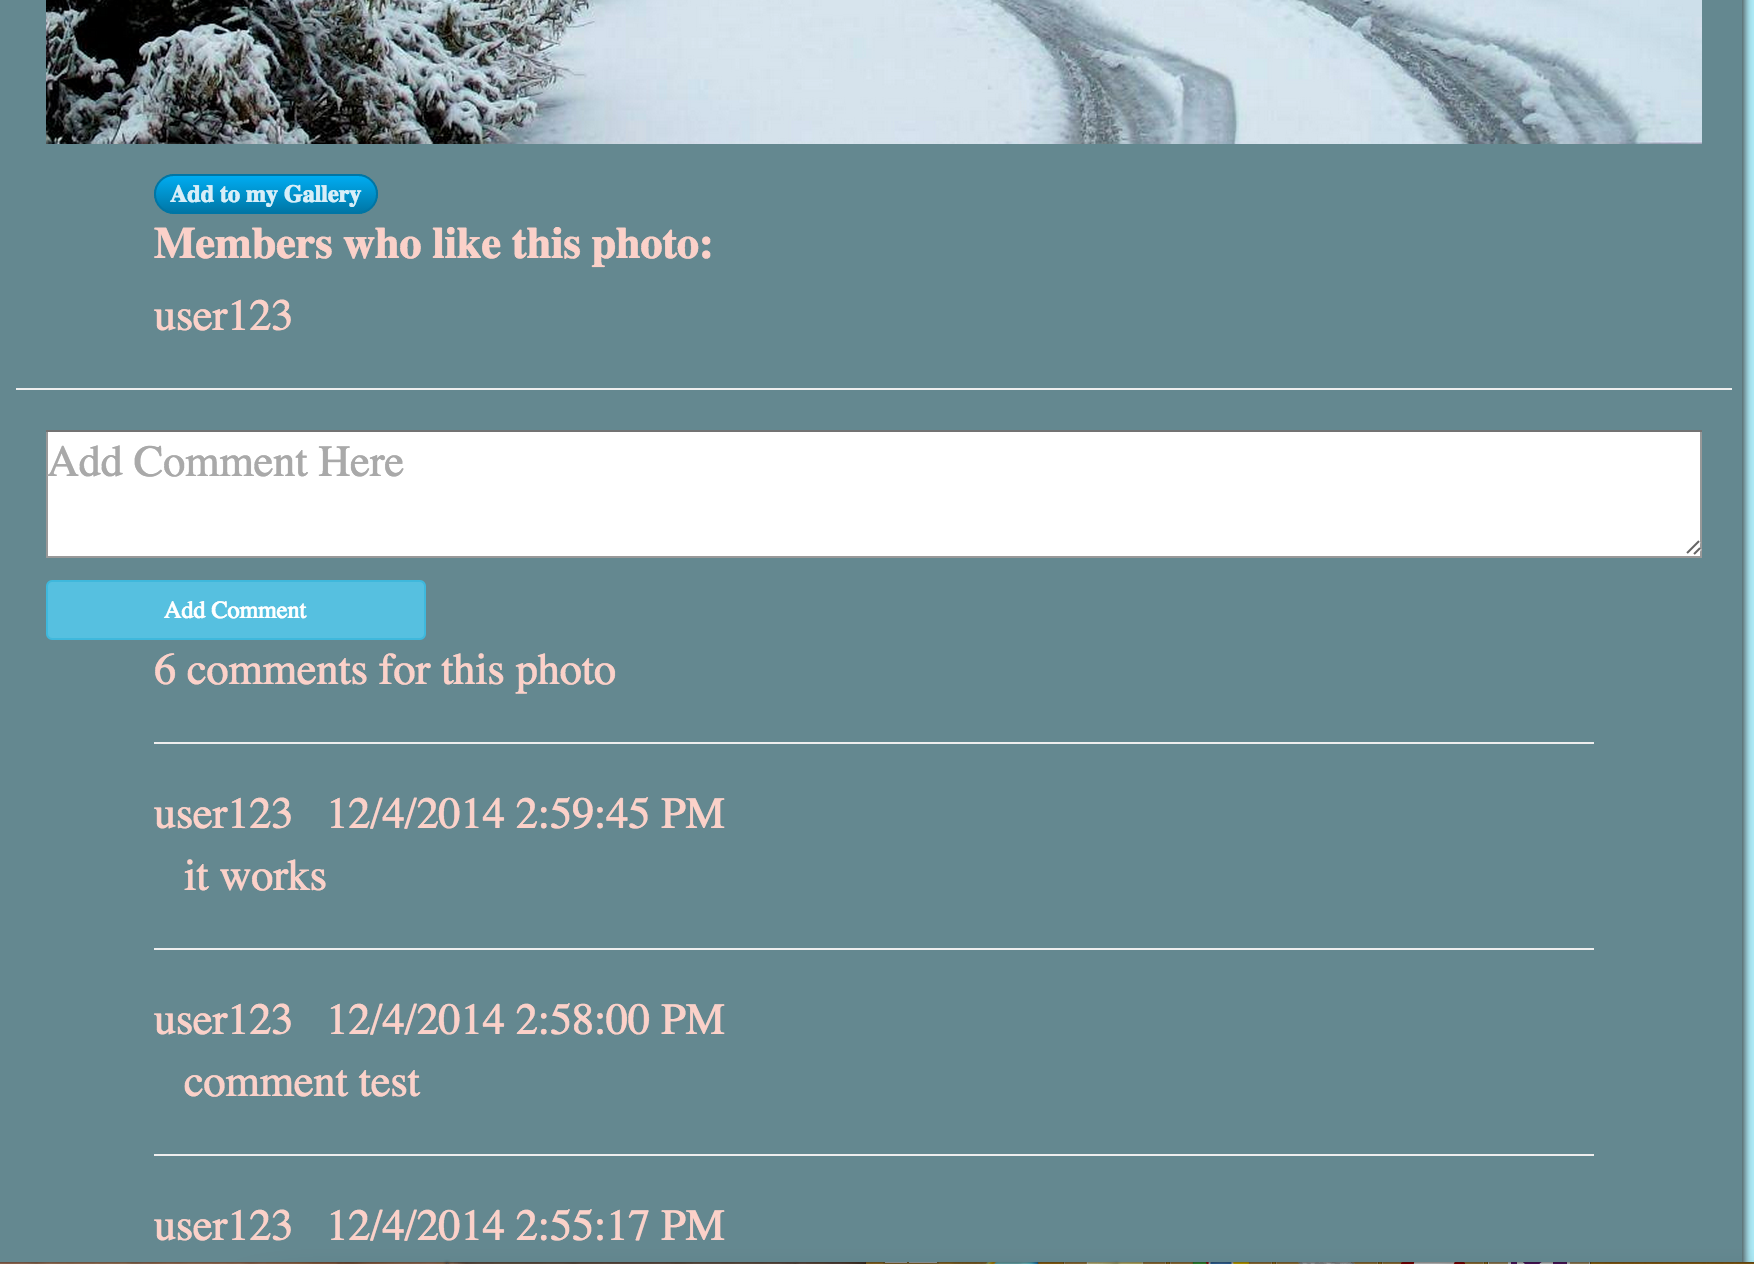 Add to my Gallery
Members who like this photo:
user123
Add Comment Here
Add Comment
6 comments for this photo
user123 12/4/2014 2:59:45 PM
it works
user123 12/4/2014 2:58:00 PM
comment test
user123 12/4/2014 2:55:17 PM